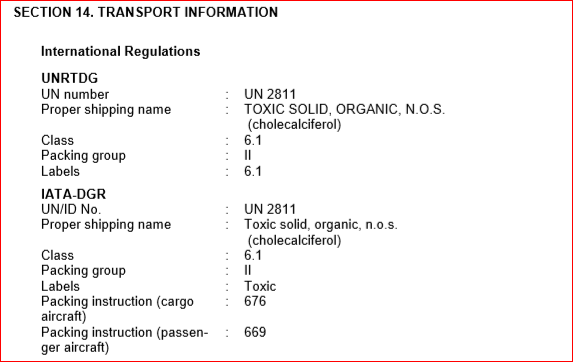 SECTION 14. TRANSPORT INFORMATION
International Regulations
UNRTDG
UN number : UN 2811
Proper shipping name : TOXIC SOLID, ORGANIC, N.O.S.
(cholecalciferol)
Class : 6.1
Packing group : II
Labels : 6.1
IATA-DGR
UN/ID No. : UN 2811
Proper shipping name : Toxic solid, organic, n.o.s.
(cholecalciferol)
Class : 6.1
Packing group : II
Labels : Toxic
Packing instruction (cargo : 676
aircraft)
Packing instruction (passen- : 669
ger aircraft)